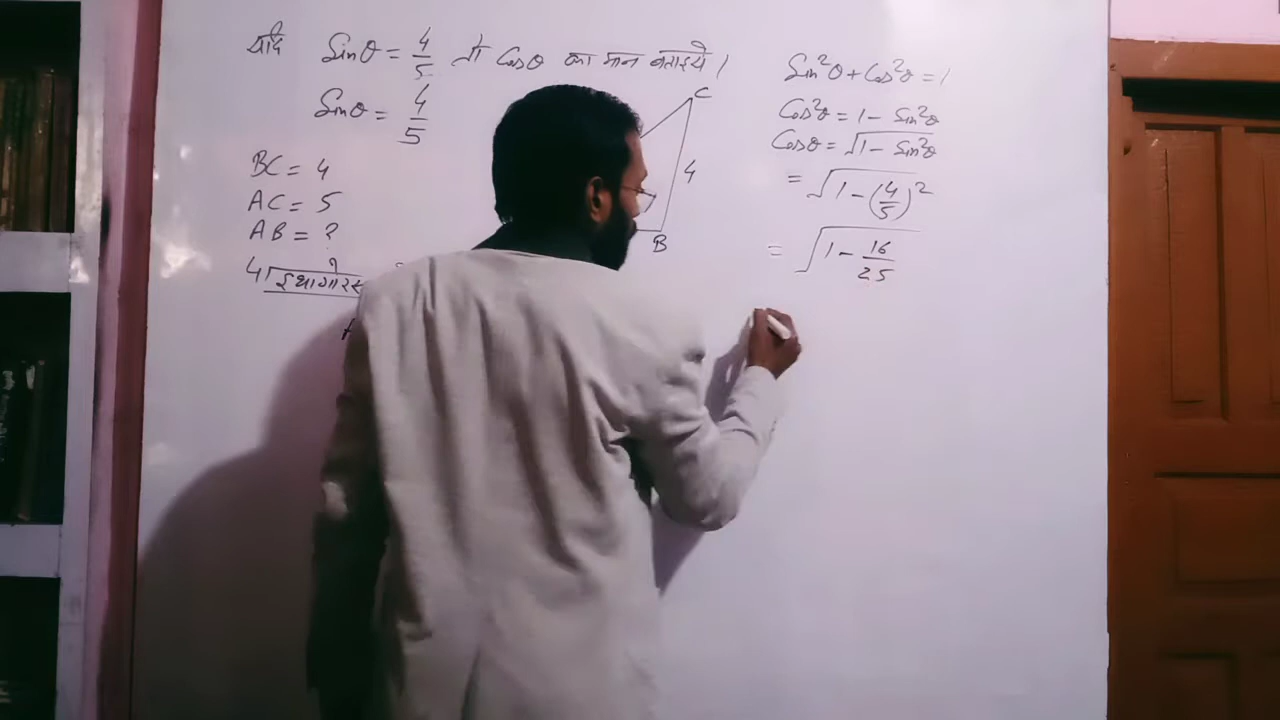 यदि Sinθ = 4/5 तो Cosθ का मान बताइये।
Sinθ = 4/5
BC = 4
AC = 5
AB = ?
C
4
B
Sin²θ + Cos²θ = 1
Cos²θ = 1 - Sin²θ
Cosθ = √1 - Sin²θ
= √1 - (4/5)²
= √1 - 16/25